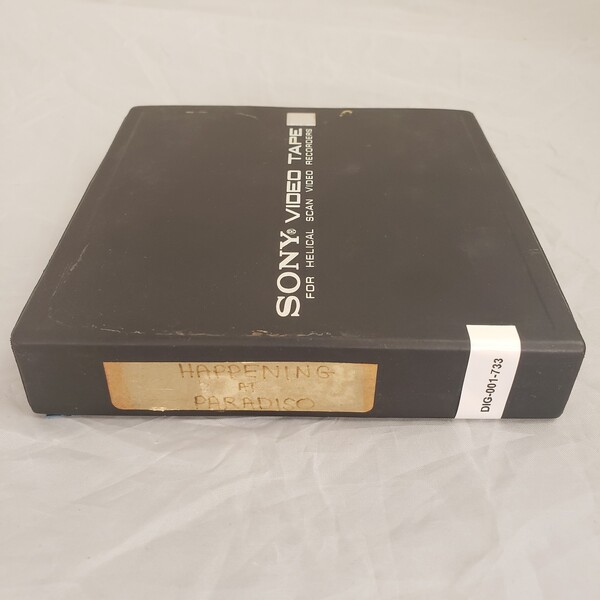 SONY® VIDEO TAPE
FOR HELICAL SCAN VIDEO RECORDERS
HAPPENING
AT
PARADISO
DIG-001-733